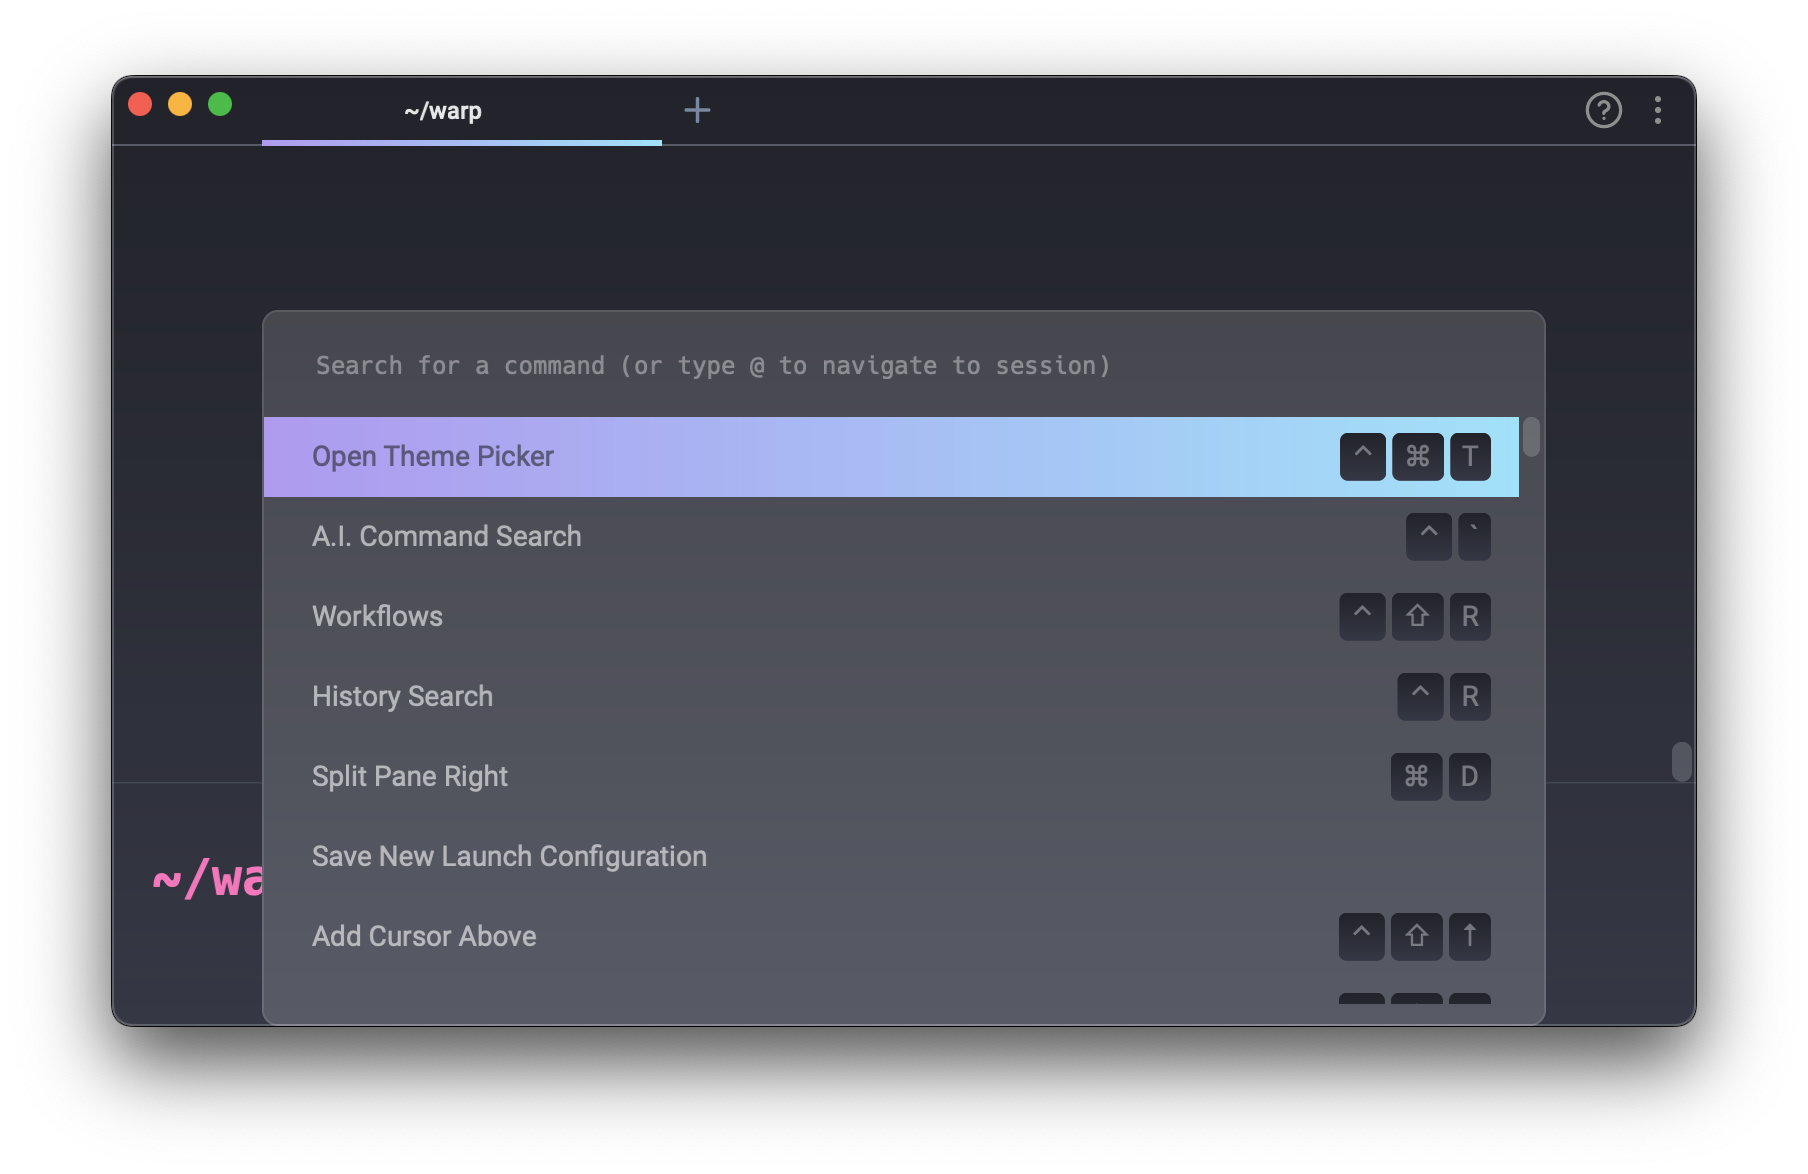 ~/warp
Search for a command (or type @ to navigate to session)
Open Theme Picker ^ ⌘ T
A.I. Command Search ^ `
Workflows ^ ⇧ R
History Search ^ R
Split Pane Right ⌘ D
Save New Launch Configuration
~/wa
Add Cursor Above ^ ⇧ ↑